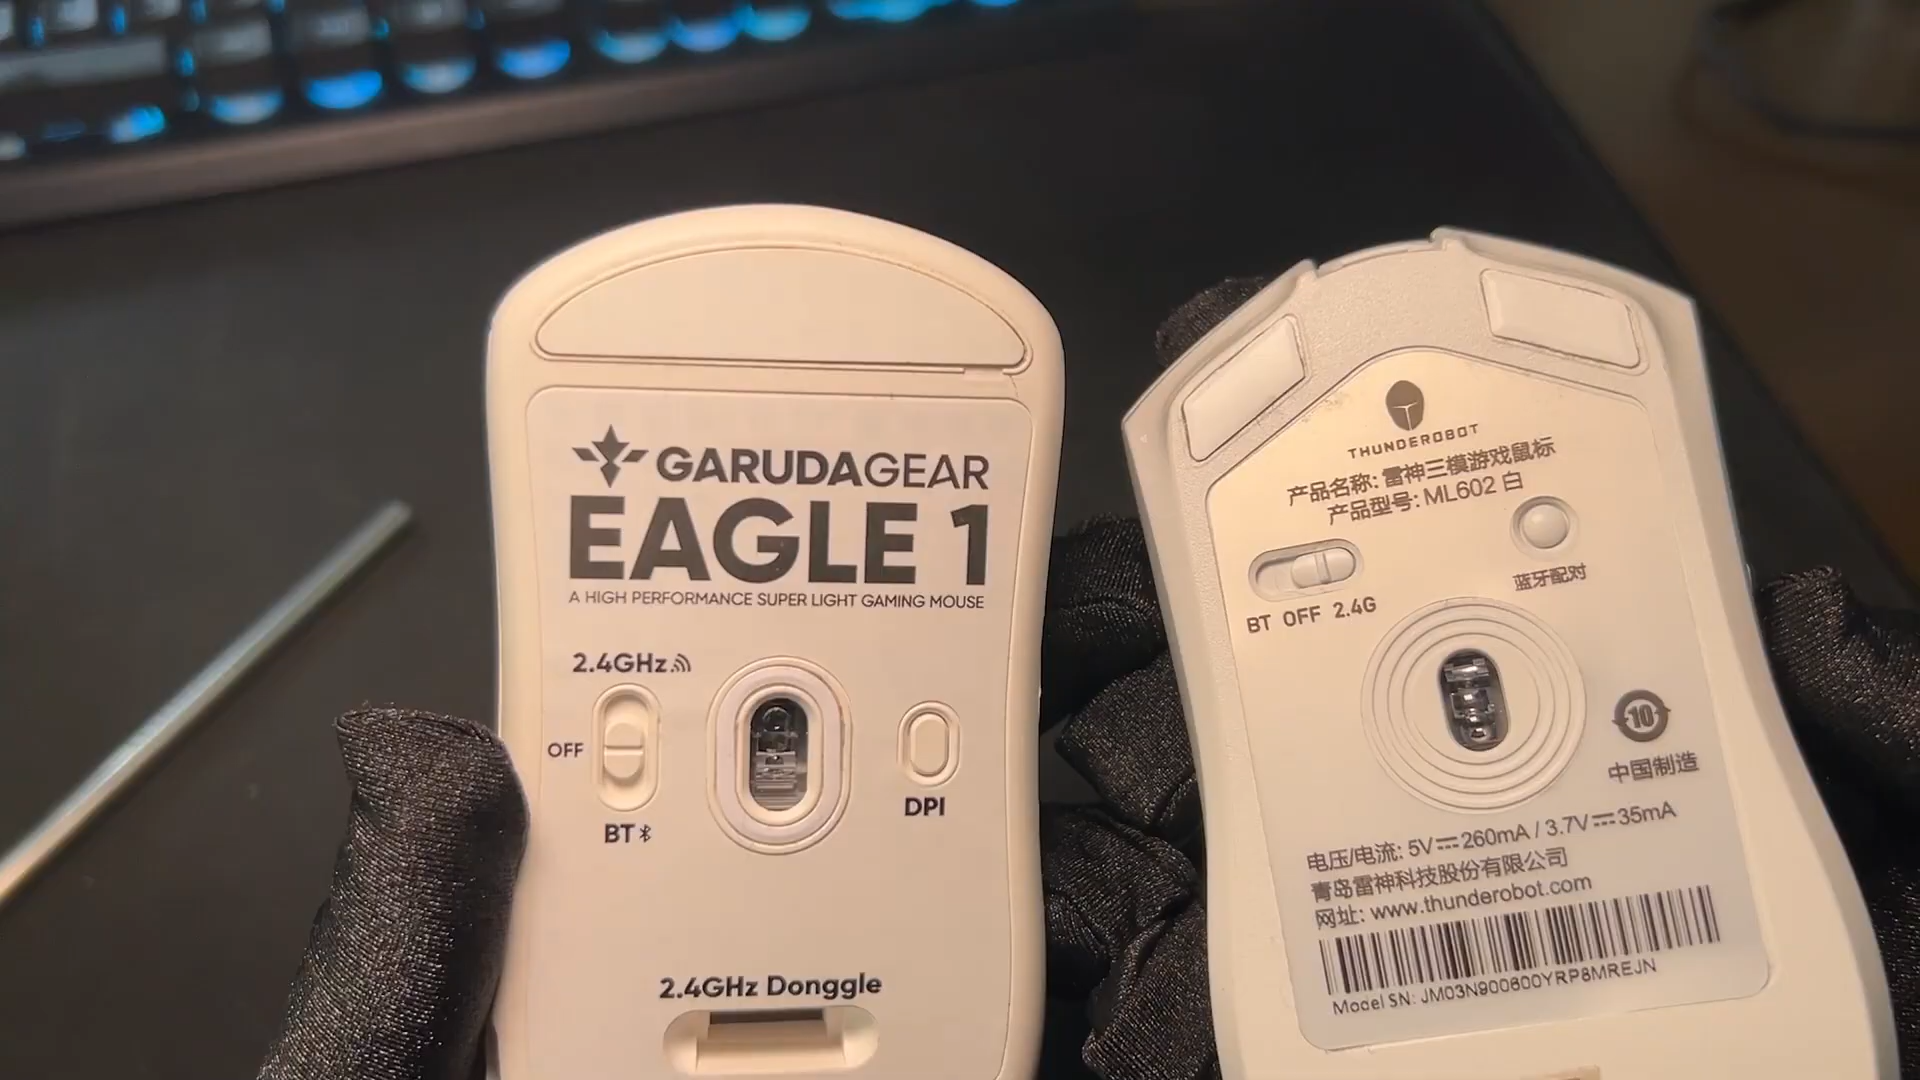 GARUDAGEAR
EAGLE 1
A HIGH PERFORMANCE SUPER LIGHT GAMING MOUSE
2.4GHz
OFF
BT
DPI
2.4GHz Donggle
THUNDEROBOT
产品名称: 雷神三模游戏鼠标
产品型号: ML602 白
BT OFF 2.4G
蓝牙配对
10
中国制造
电压/电流: 5V⎓260mA / 3.7V⎓35mA
青岛雷神科技股份有限公司
网址: www.thunderobot.com
Model SN: JM03N900600YRP8MREJN